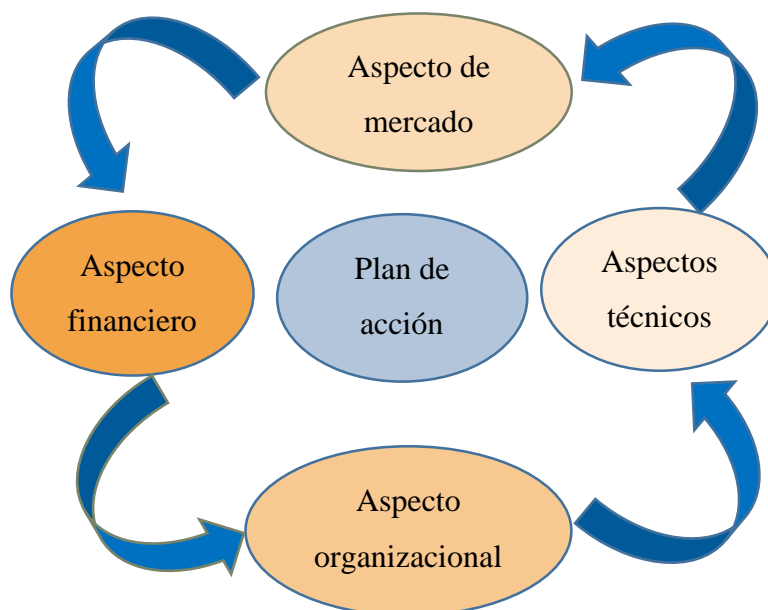 Aspecto de
mercado
Aspecto
financiero
Plan de
acción
Aspectos
técnicos
Aspecto
organizacional